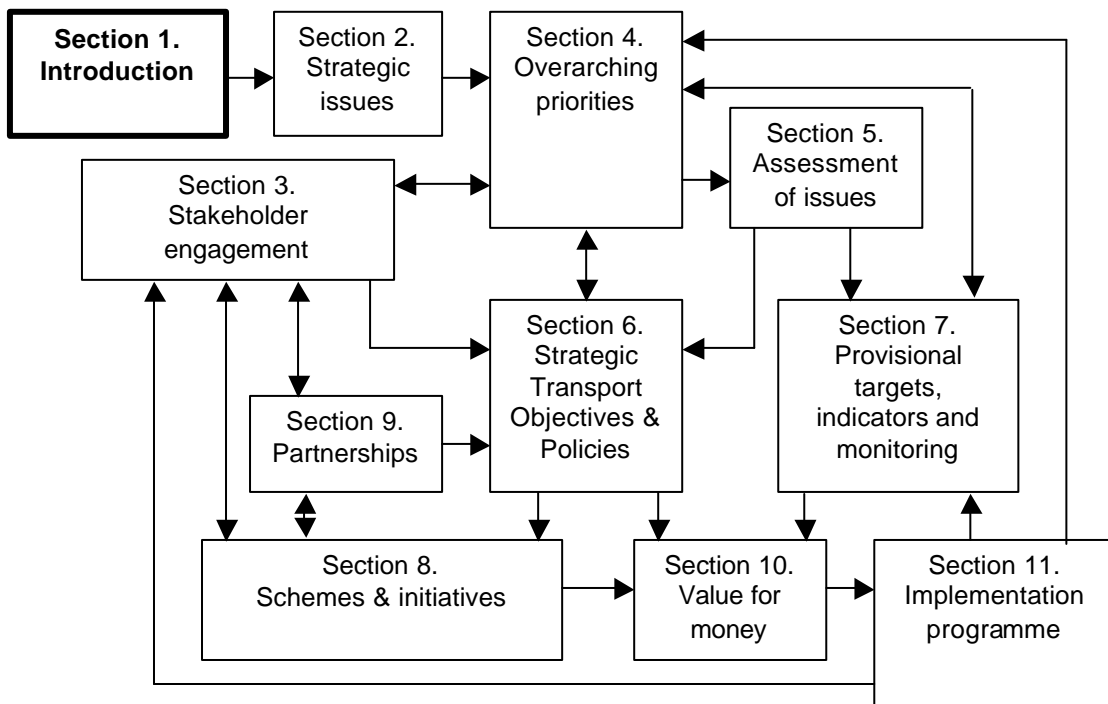 Section 1.
Introduction
Section 2.
Strategic
issues
Section 4.
Overarching
priorities
Section 5.
Assessment
of issues
Section 3.
Stakeholder
engagement
Section 6.
Strategic
Transport
Objectives &
Policies
Section 7.
Provisional
targets,
indicators and
monitoring
Section 9.
Partnerships
Section 8.
Schemes & initiatives
Section 10.
Value for
money
Section 11.
Implementation
programme